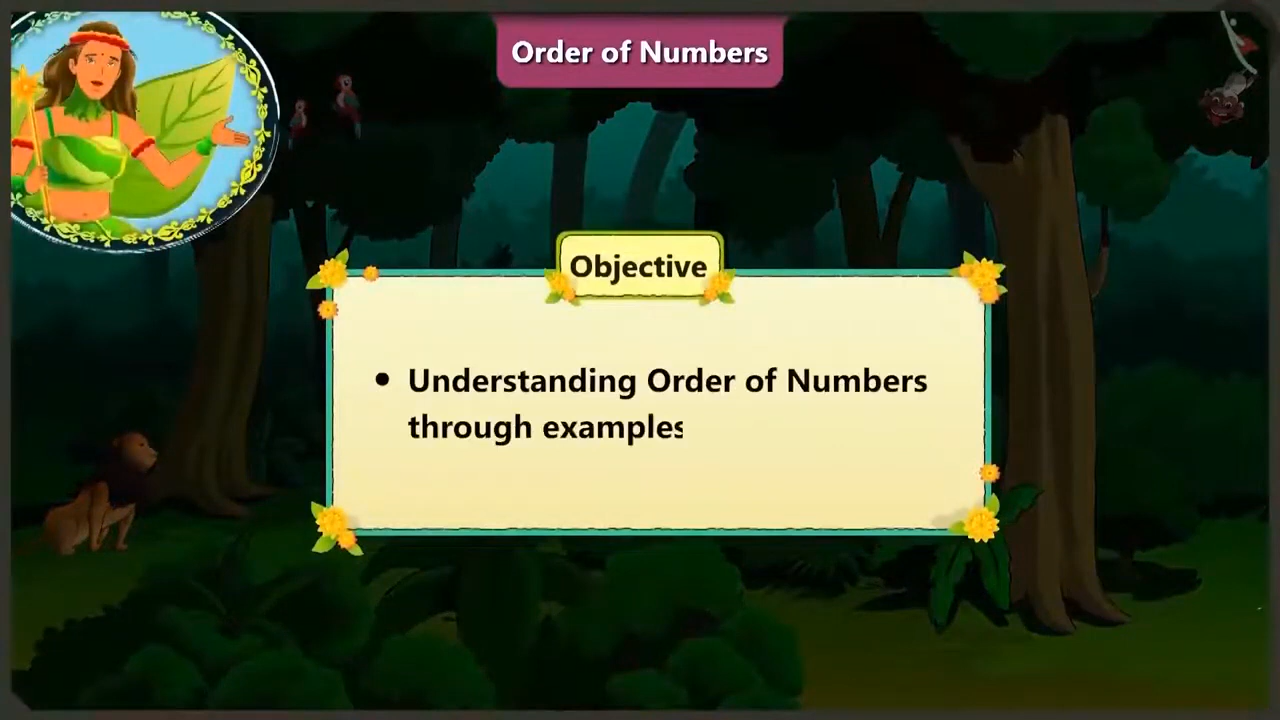 Order of Numbers
Objective
• Understanding Order of Numbers
through examples